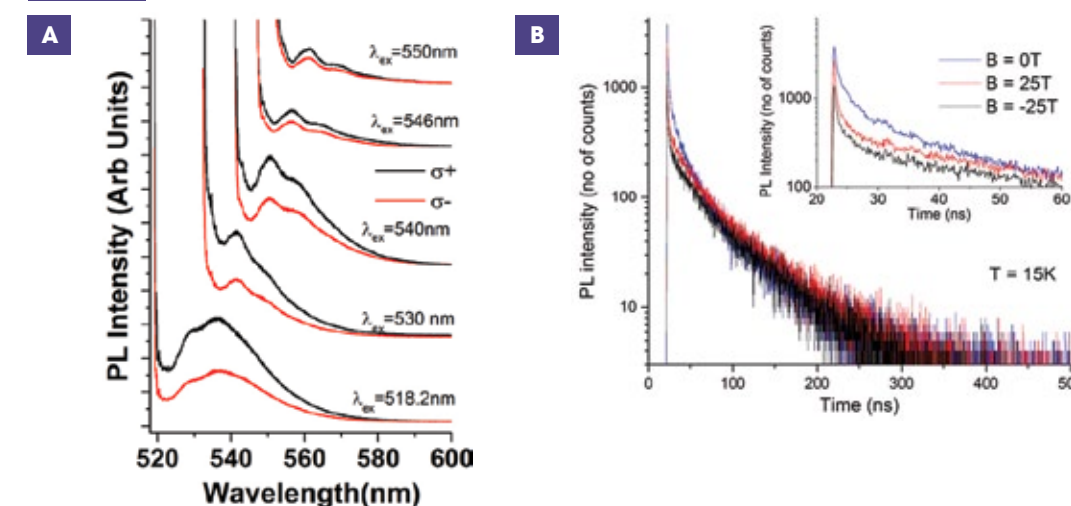 A
PL Intensity (Arb Units)
λex=550nm
λex=546nm
σ+
σ-
λex=540nm
λex=530 nm
λex=518.2nm
520 540 560 580 600
Wavelength(nm)
B
PL intensity (no of counts)
1000
100
10
0 100 200 300 400 50
Time (ns)
T = 15K
PL Intensity (no of counts)
1000
100
20 30 40 50 60
Time (ns)
B = 0T
B = 25T
B = -25T